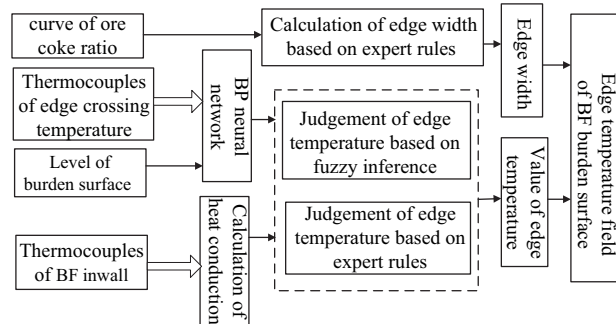 curve of ore
coke ratio
Calculation of edge width
based on expert rules
Edge width
Edge temperature field
of BF burden surface
Thermocouples
of edge crossing
temperature
BP neural
network
Judgement of edge
temperature based on
fuzzy inference
Level of
burden surface
Value of edge
temperature
Judgement of edge
temperature based on
expert rules
Thermocouples
of BF inwall
Calculation of
heat conduction